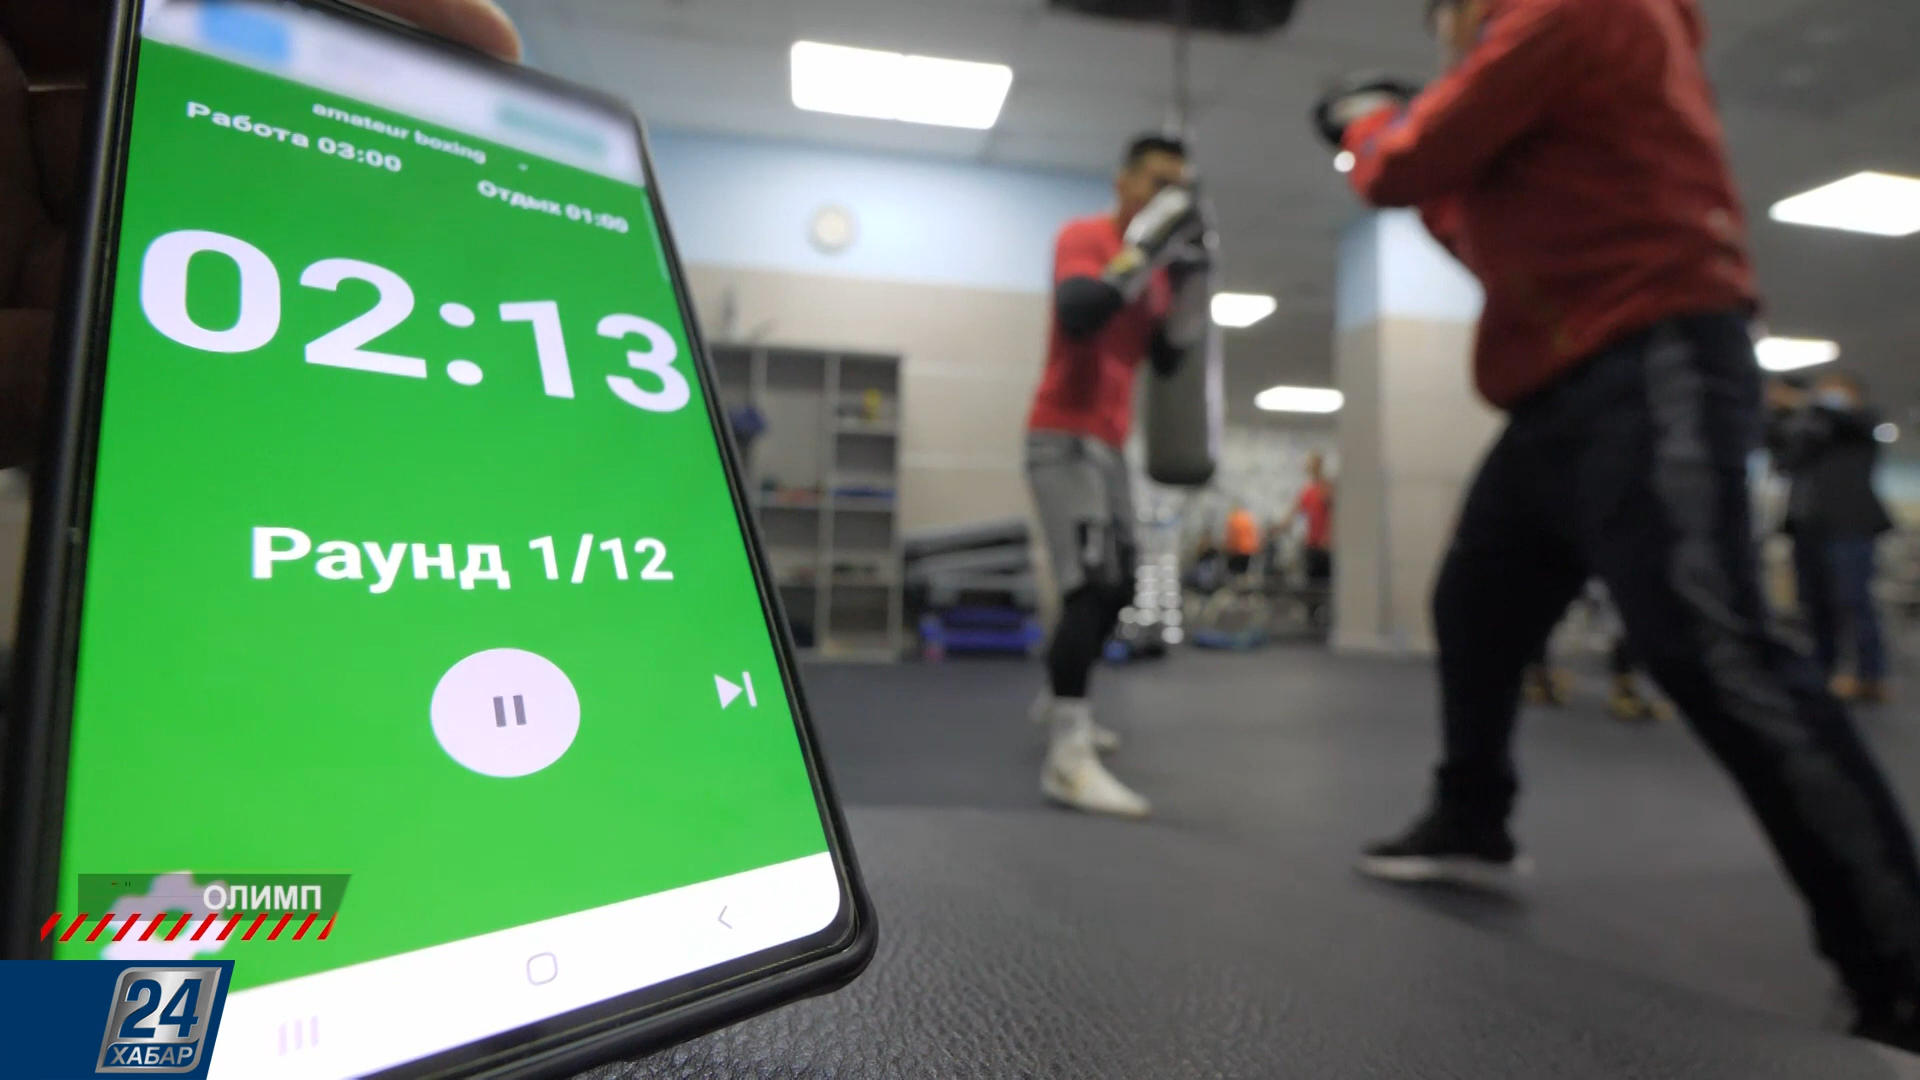 amateur boxing
Работа 03:00
Отдых 01:00
02:13
Раунд 1/12
ОЛИМП
24
ХАБАР